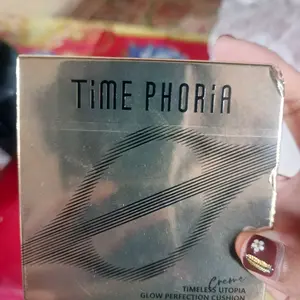 TiME PHORiA
Creme
TiMELESS UTOPIA
GLOW PERFECTION CUSHION